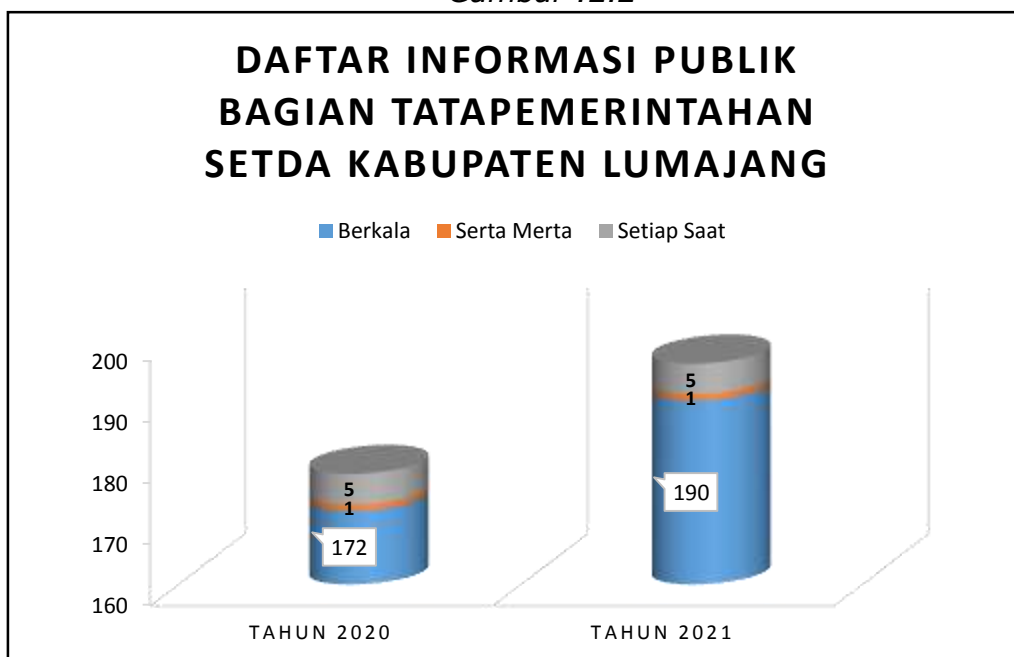 DAFTAR INFORMASI PUBLIK
BAGIAN TATAPEMERINTAHAN
SETDA KABUPATEN LUMAJANG
Berkala Serta Merta Setiap Saat
200
190
180
170
160
5
1
172
5
1
190
TAHUN 2020 TAHUN 2021